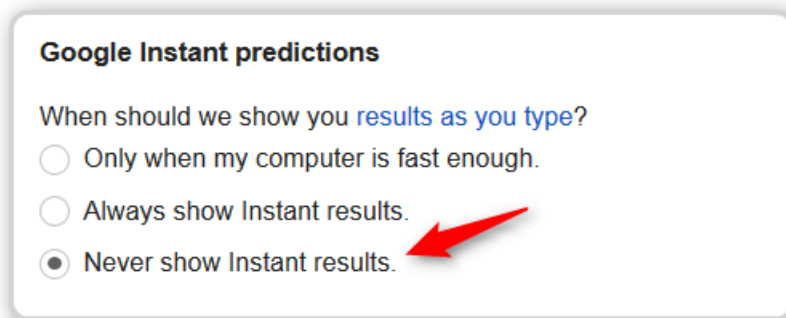 Google Instant predictions
When should we show you results as you type?
Only when my computer is fast enough.
Always show Instant results.
Never show Instant results.